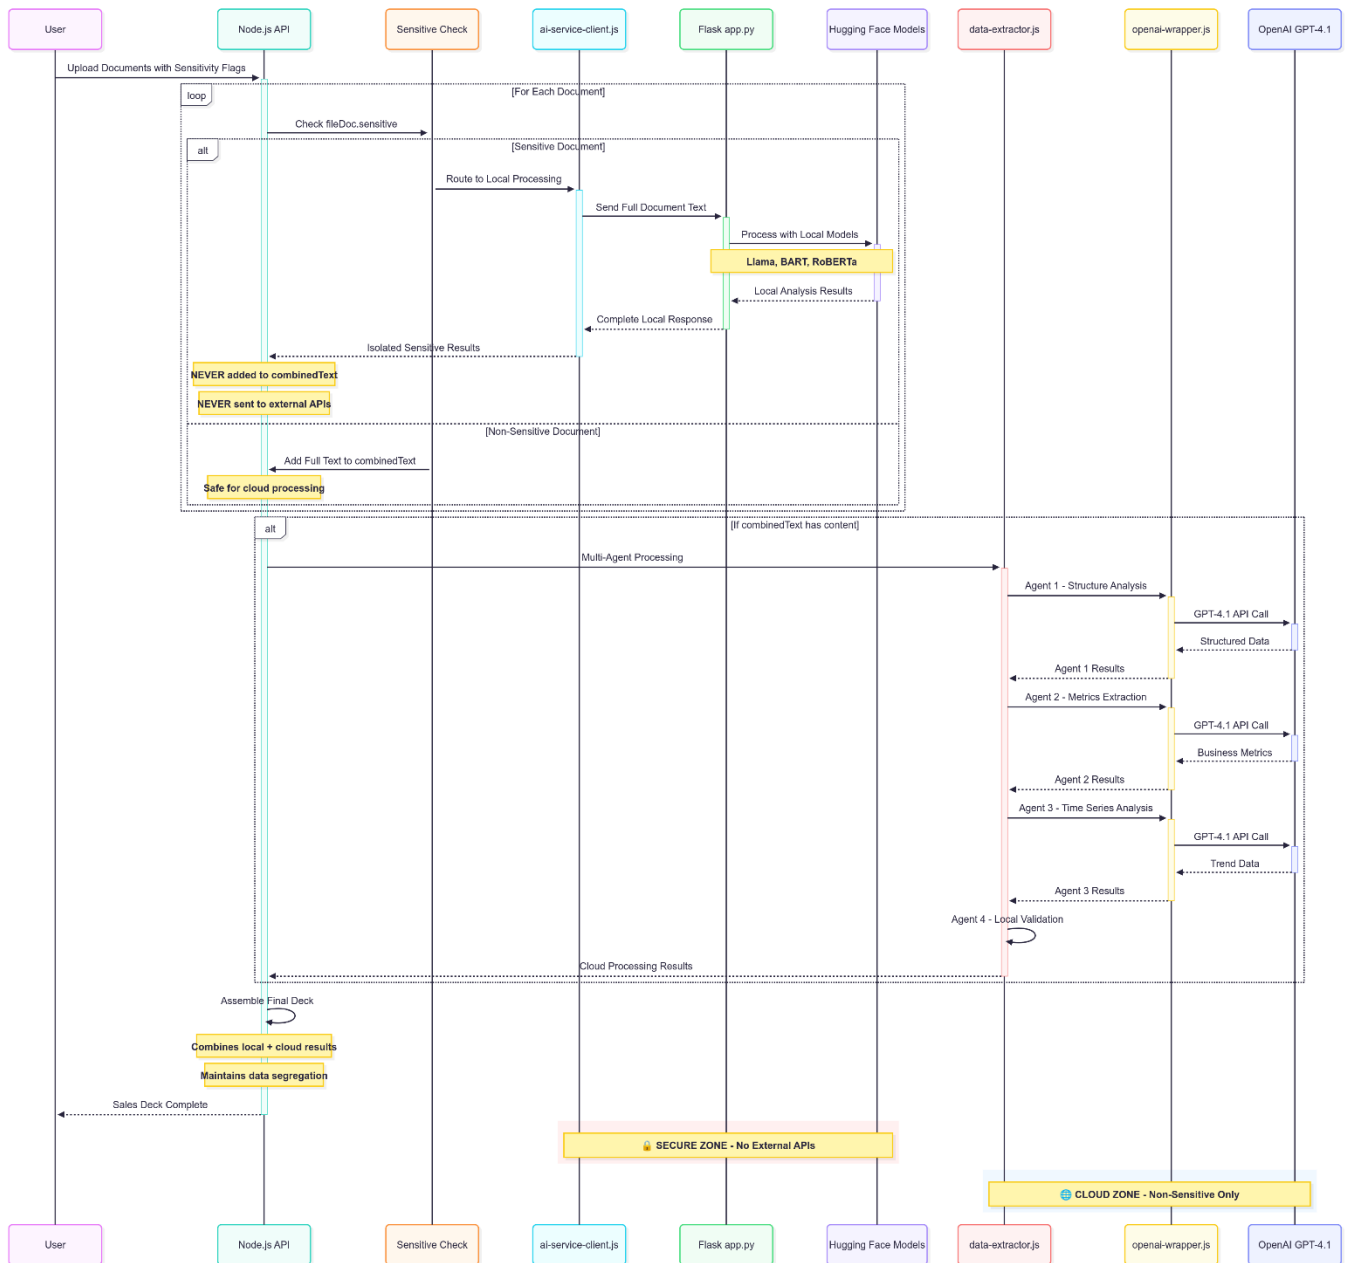 User
Node.js API
Sensitive Check
ai-service-client.js
Flask app.py
Hugging Face Models
data-extractor.js
openai-wrapper.js
OpenAI GPT-4.1
Upload Documents with Sensitivity Flags
loop
[For Each Document]
Check fileDoc.sensitive
alt
[Sensitive Document]
Route to Local Processing
Send Full Document Text
Process with Local Models
Llama, BART, RoBERTa
Local Analysis Results
Complete Local Response
Isolated Sensitive Results
NEVER added to combinedText
NEVER sent to external APIs
[Non-Sensitive Document]
Add Full Text to combinedText
Safe for cloud processing
alt
[If combinedText has content]
Multi-Agent Processing
Agent 1 - Structure Analysis
GPT-4.1 API Call
Structured Data
Agent 1 Results
Agent 2 - Metrics Extraction
GPT-4.1 API Call
Business Metrics
Agent 2 Results
Agent 3 - Time Series Analysis
GPT-4.1 API Call
Trend Data
Agent 3 Results
Agent 4 - Local Validation
Cloud Processing Results
Assemble Final Deck
Combines local + cloud results
Maintains data segregation
Sales Deck Complete
🔒 SECURE ZONE - No External APIs
🌐 CLOUD ZONE - Non-Sensitive Only
User
Node.js API
Sensitive Check
ai-service-client.js
Flask app.py
Hugging Face Models
data-extractor.js
openai-wrapper.js
OpenAI GPT-4.1